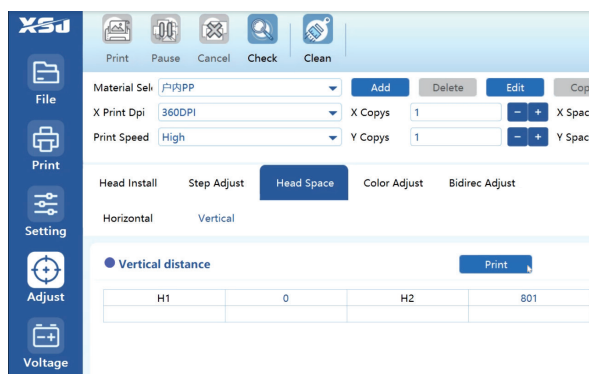 XSJ
Print Pause Cancel Check Clean
File
Material Sel 户内PP Add Delete Edit Cop
X Print Dpi 360DPI X Copys 1 - + X Spac
Print Speed High Y Copys 1 - + Y Spac
Print
Head Install Step Adjust Head Space Color Adjust Bidirec Adjust
Horizontal Vertical
Setting
Vertical distance Print
Adjust
H1 0 H2 801
Voltage